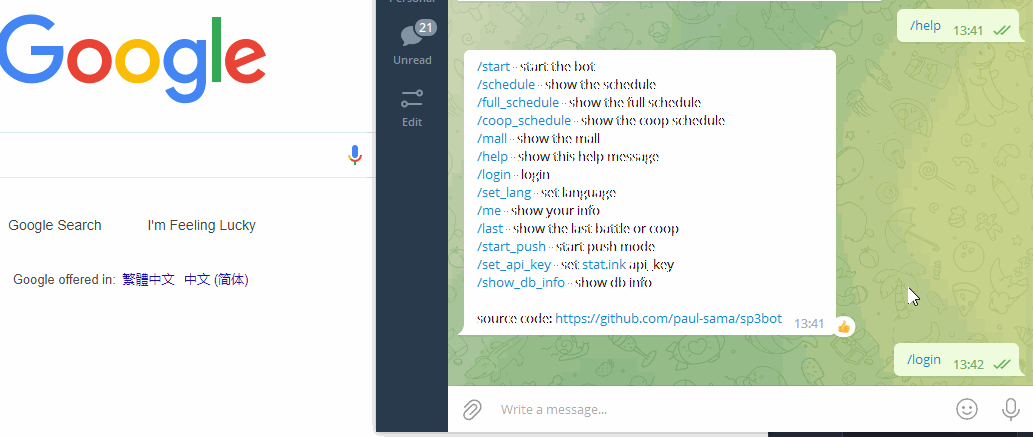 Google
Google Search
I'm Feeling Lucky
Google offered in: 繁體中文 中文 (简体)
21
Unread
Edit
/help 13:41
/start - start the bot
/schedule - show the schedule
/full_schedule - show the full schedule
/coop_schedule - show the coop schedule
/mall - show the mall
/help - show this help message
/login - login
/set_lang - set language
/me - show your info
/last - show the last battle or coop
/start_push - start push mode
/set_api_key - set stat.ink api_key
/show_db_info - show db info
source code: https://github.com/paul-sama/sp3bot 13:41
/login 13:42
Write a message...